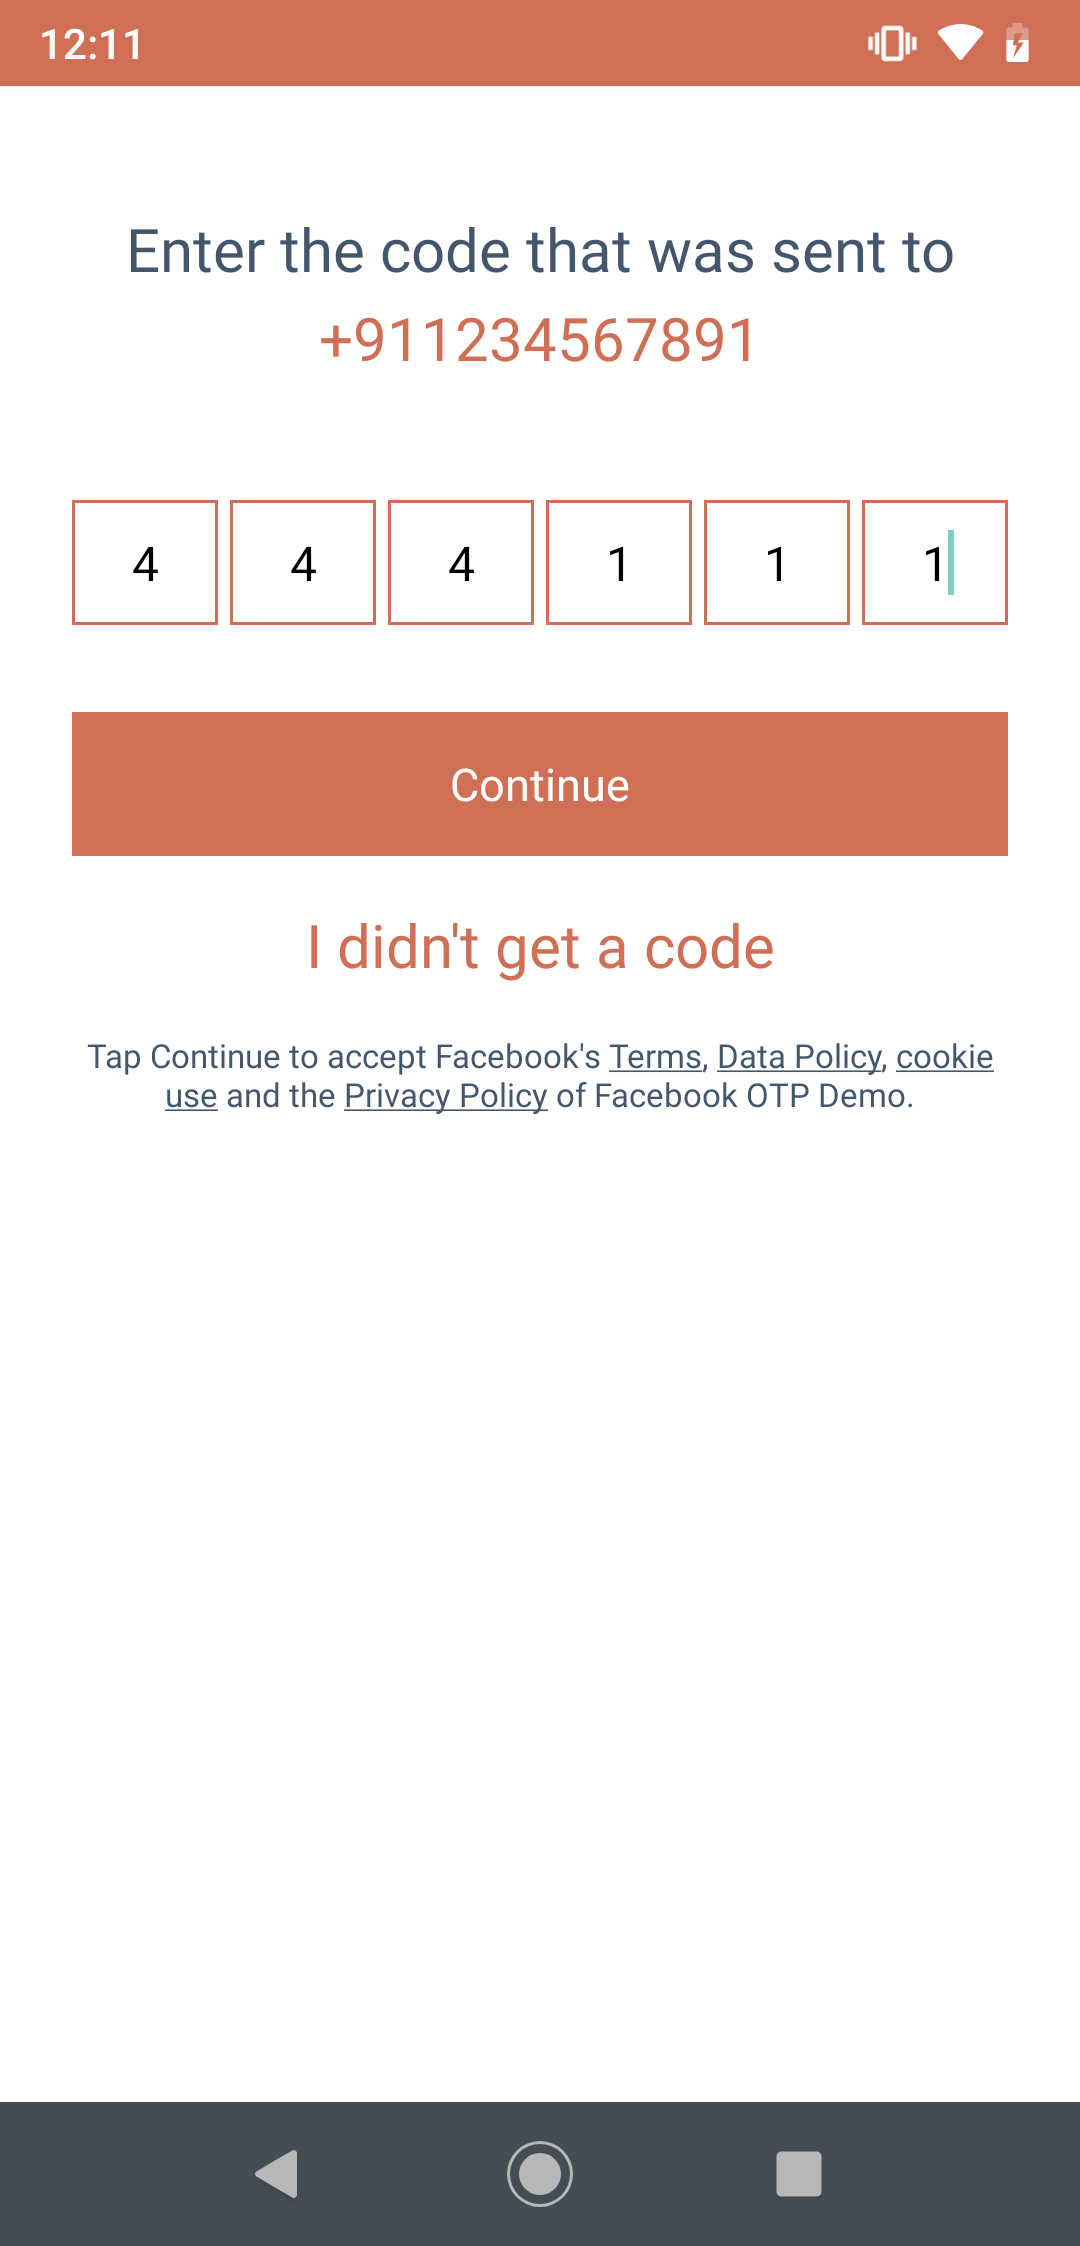 12:11
Enter the code that was sent to
+911234567891
4 4 4 1 1 1
Continue
I didn't get a code
Tap Continue to accept Facebook's Terms, Data Policy, cookie
use and the Privacy Policy of Facebook OTP Demo.